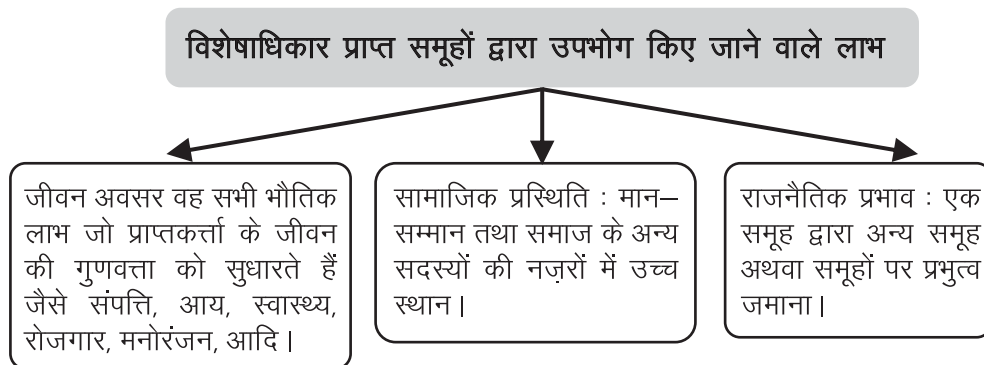 विशेषाधिकार प्राप्त समूहों द्वारा उपभोग किए जाने वाले लाभ
जीवन अवसर वह सभी भौतिक
लाभ जो प्राप्तकर्त्ता के जीवन
की गुणवत्ता को सुधारते हैं
जैसे संपत्ति, आय, स्वास्थ्य,
रोजगार, मनोरंजन, आदि।
सामाजिक प्रस्थिति : मान–
सम्मान तथा समाज के अन्य
सदस्यों की नज़रों में उच्च
स्थान।
राजनैतिक प्रभाव : एक
समूह द्वारा अन्य समूह
अथवा समूहों पर प्रभुत्व
जमाना।